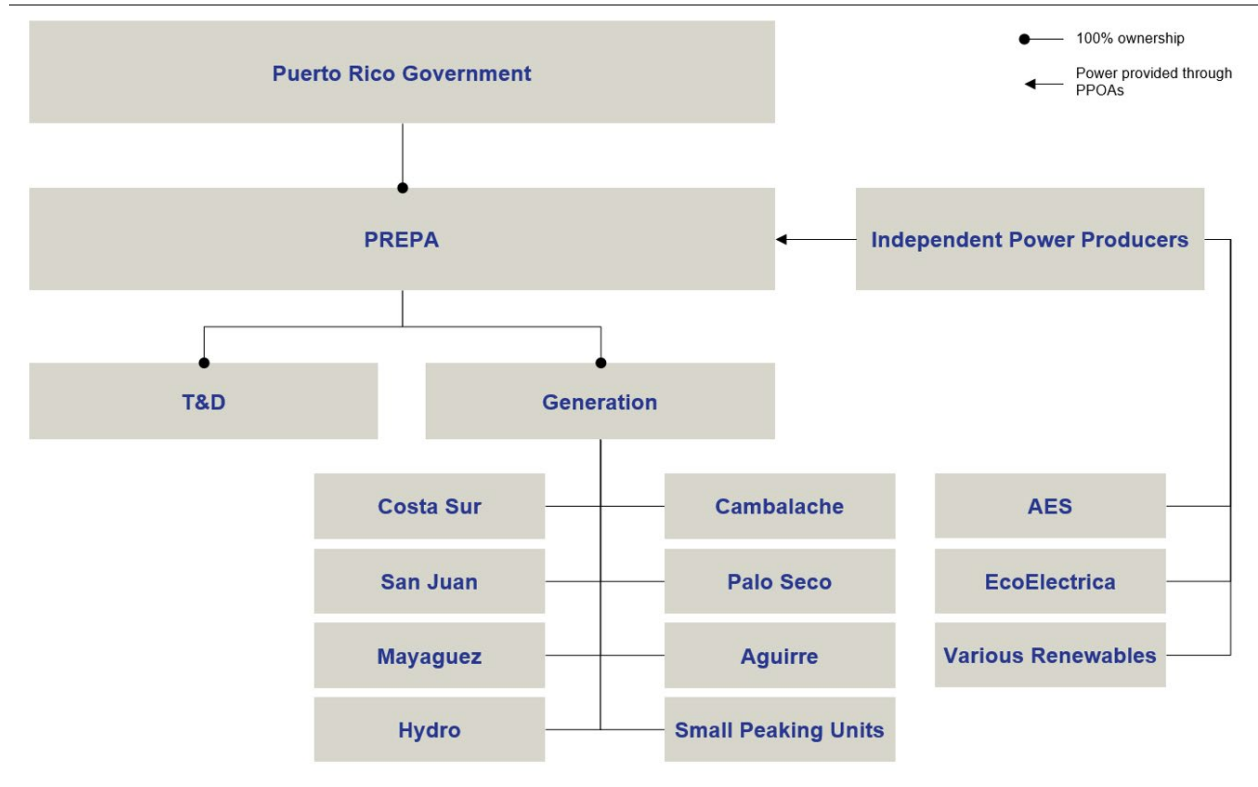 Puerto Rico Government
100% ownership
Power provided through
PPOAs
PREPA
Independent Power Producers
T&D
Generation
Costa Sur
Cambalache
AES
San Juan
Palo Seco
EcoElectrica
Mayaguez
Aguirre
Various Renewables
Hydro
Small Peaking Units